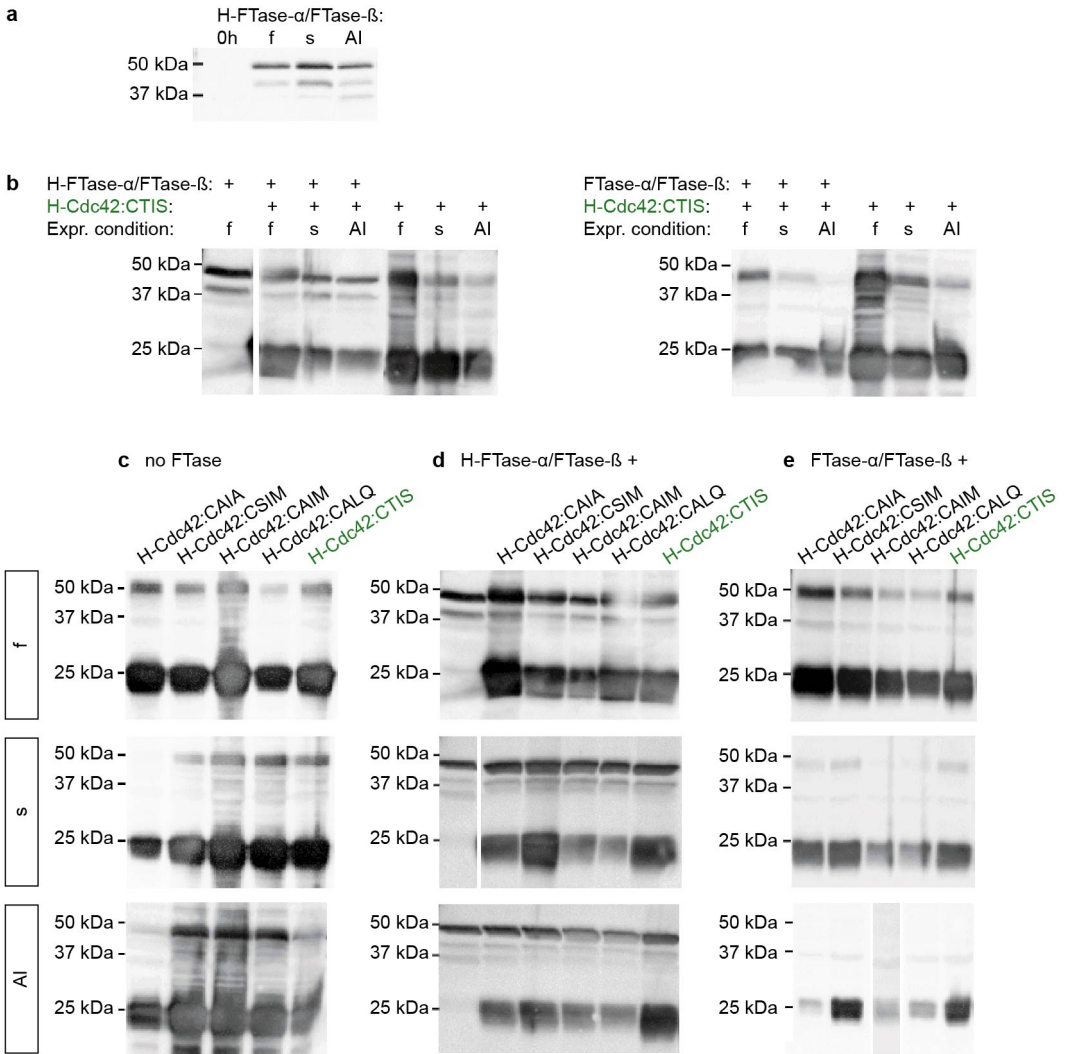 a
H-FTase-α/FTase-ß:
0h f s AI
50 kDa
37 kDa
b
H-FTase-α/FTase-ß: + + + +
H-Cdc42:CTIS: + + + + + +
Expr. condition: f f s AI f s AI
50 kDa
37 kDa
25 kDa
FTase-α/FTase-ß: + + +
H-Cdc42:CTIS: + + + + + +
Expr. condition: f s AI f s AI
50 kDa
37 kDa
25 kDa
c no FTase
H-Cdc42:CAIA
H-Cdc42:CSIM
H-Cdc42:CAIM
H-Cdc42:CALQ
H-Cdc42:CTIS
d H-FTase-α/FTase-ß +
H-Cdc42:CAIA
H-Cdc42:CSIM
H-Cdc42:CAIM
H-Cdc42:CALQ
H-Cdc42:CTIS
e FTase-α/FTase-ß +
H-Cdc42:CAIA
H-Cdc42:CSIM
H-Cdc42:CAIM
H-Cdc42:CALQ
H-Cdc42:CTIS
f
50 kDa
37 kDa
25 kDa
50 kDa
37 kDa
25 kDa
50 kDa
37 kDa
25 kDa
s
50 kDa
37 kDa
25 kDa
50 kDa
37 kDa
25 kDa
50 kDa
37 kDa
25 kDa
AI
50 kDa
37 kDa
25 kDa
50 kDa
37 kDa
25 kDa
50 kDa
37 kDa
25 kDa